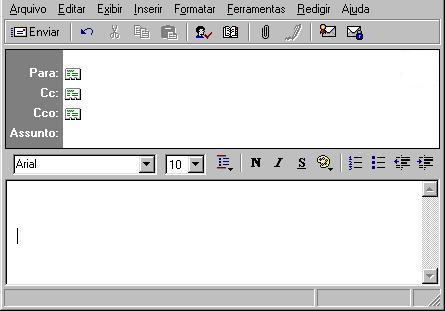 Arquivo Editar Exibir Inserir Formatar Ferramentas Redigir Ajuda
Enviar
Para:
Cc:
Cco:
Assunto:
Arial 10 N I S